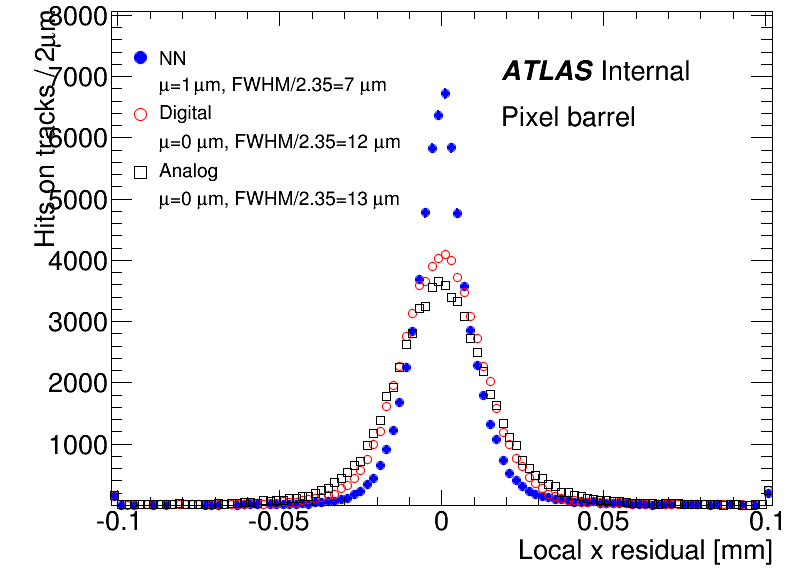 8000
7000
6000
5000
4000
3000
2000
1000
Hits on tracks / 2μm
NN
μ=1 μm, FWHM/2.35=7 μm
Digital
μ=0 μm, FWHM/2.35=12 μm
Analog
μ=0 μm, FWHM/2.35=13 μm
ATLAS Internal
Pixel barrel
-0.1 -0.05 0 0.05 0.1
Local x residual [mm]